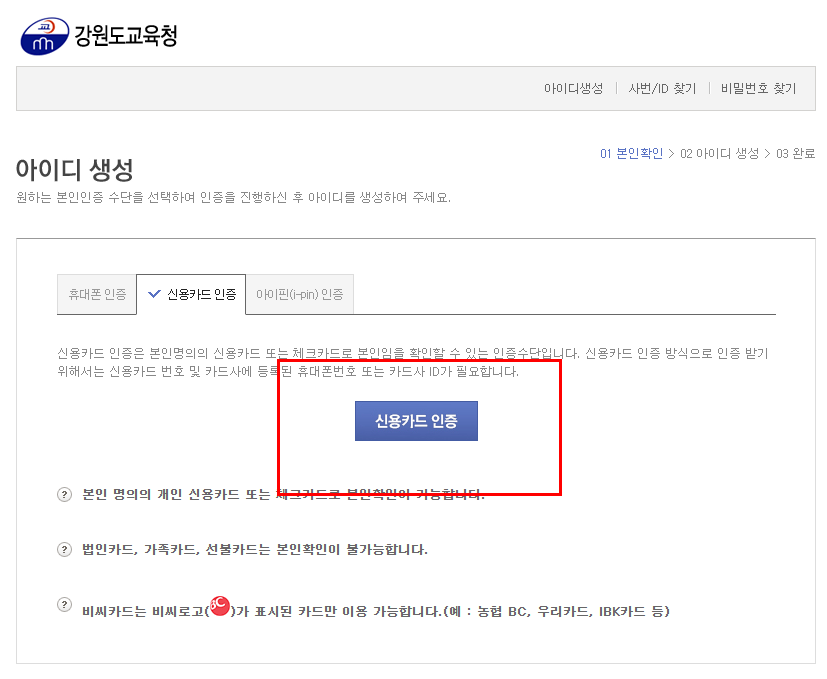 강원도교육청
아이디생성 | 사번/ID 찾기 | 비밀번호 찾기
01 본인확인 > 02 아이디 생성 > 03 완료
아이디 생성
원하는 본인인증 수단을 선택하여 인증을 진행하신 후 아이디를 생성하여 주세요.
휴대폰 인증 신용카드 인증 아이핀(i-pin) 인증
신용카드 인증은 본인명의의 신용카드 또는 체크카드로 본인임을 확인할 수 있는 인증수단입니다. 신용카드 인증 방식으로 인증 받기
위해서는 신용카드 번호 및 카드사에 등록된 휴대폰번호 또는 카드사 ID가 필요합니다.
신용카드 인증
? 본인 명의의 개인 신용카드 또는 체크카드로 본인확인이 가능합니다.
? 법인카드, 가족카드, 선불카드는 본인확인이 불가능합니다.
? 비씨카드는 비씨로고(BC)가 표시된 카드만 이용 가능합니다.(예 : 농협 BC, 우리카드, IBK카드 등)